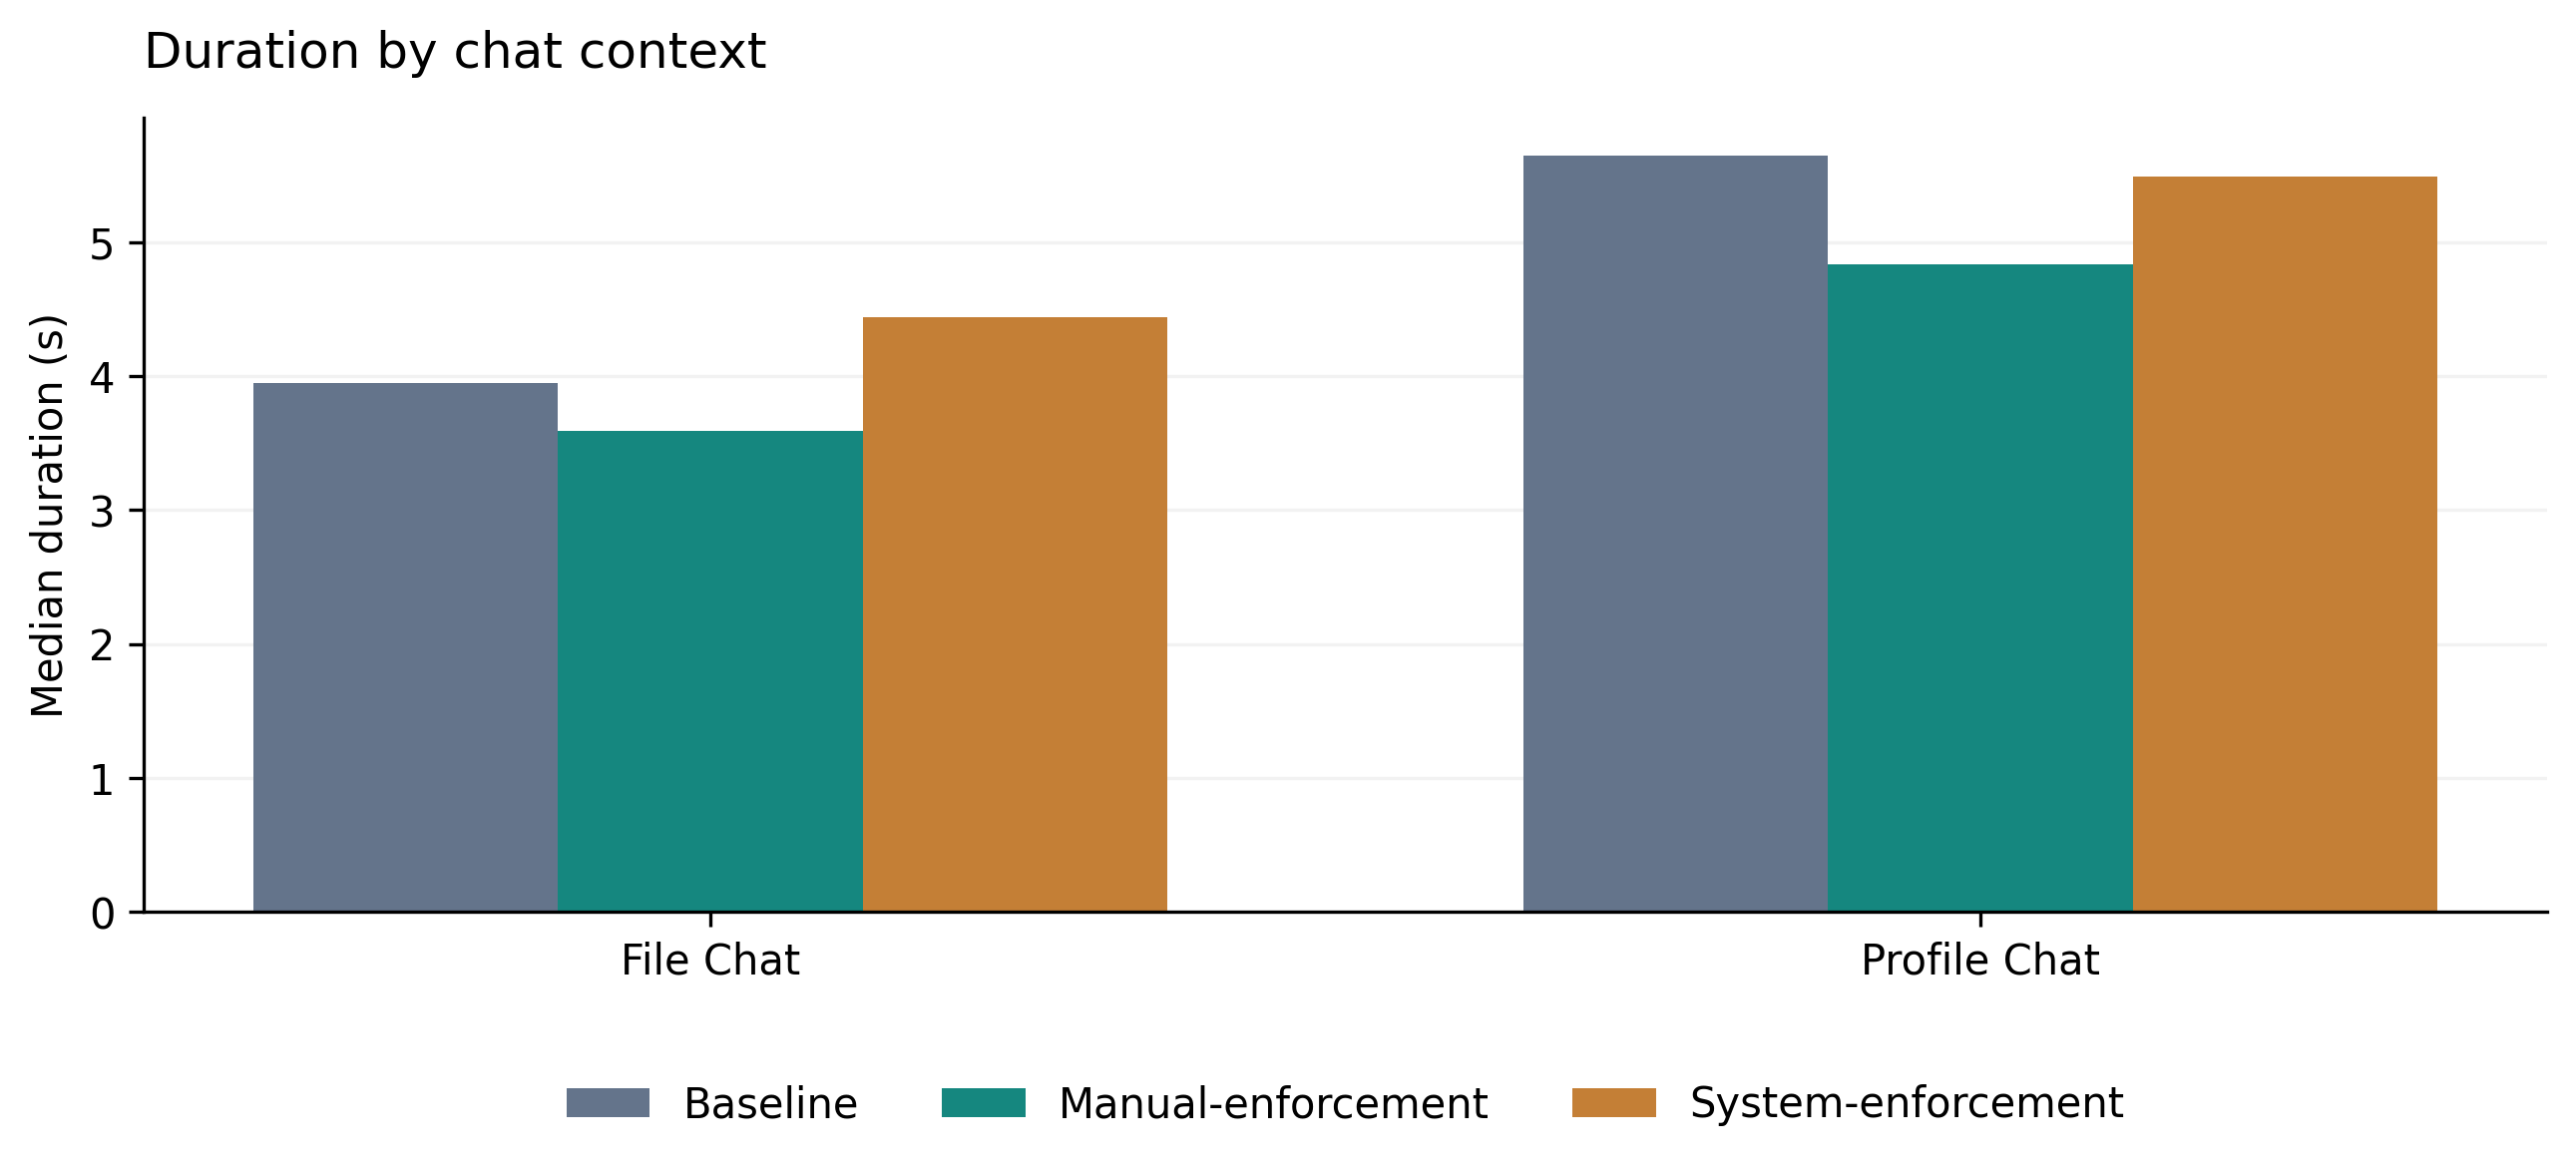 Duration by chat context
Median duration (s)
5
4
3
2
1
0
File Chat
Profile Chat
Baseline
Manual-enforcement
System-enforcement